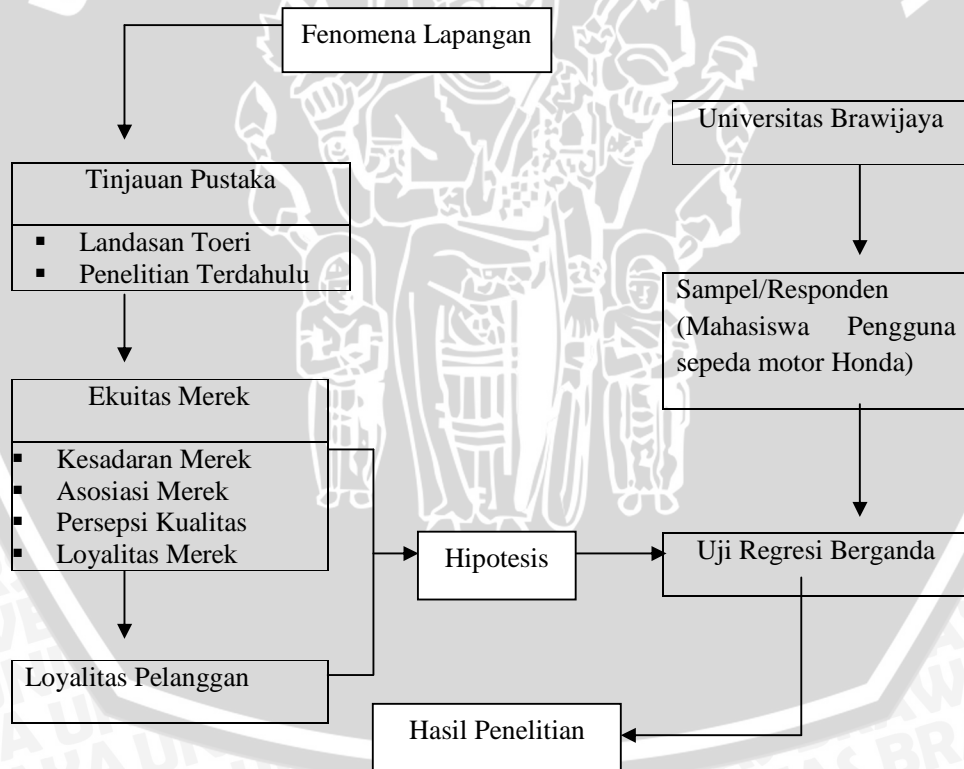 Fenomena Lapangan
Universitas Brawijaya
Tinjauan Pustaka
▪ Landasan Toeri
▪ Penelitian Terdahulu
Sampel/Responden
(Mahasiswa Pengguna
sepeda motor Honda)
Ekuitas Merek
▪ Kesadaran Merek
▪ Asosiasi Merek
▪ Persepsi Kualitas
▪ Loyalitas Merek
Hipotesis
Uji Regresi Berganda
Loyalitas Pelanggan
Hasil Penelitian